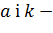 a i k –